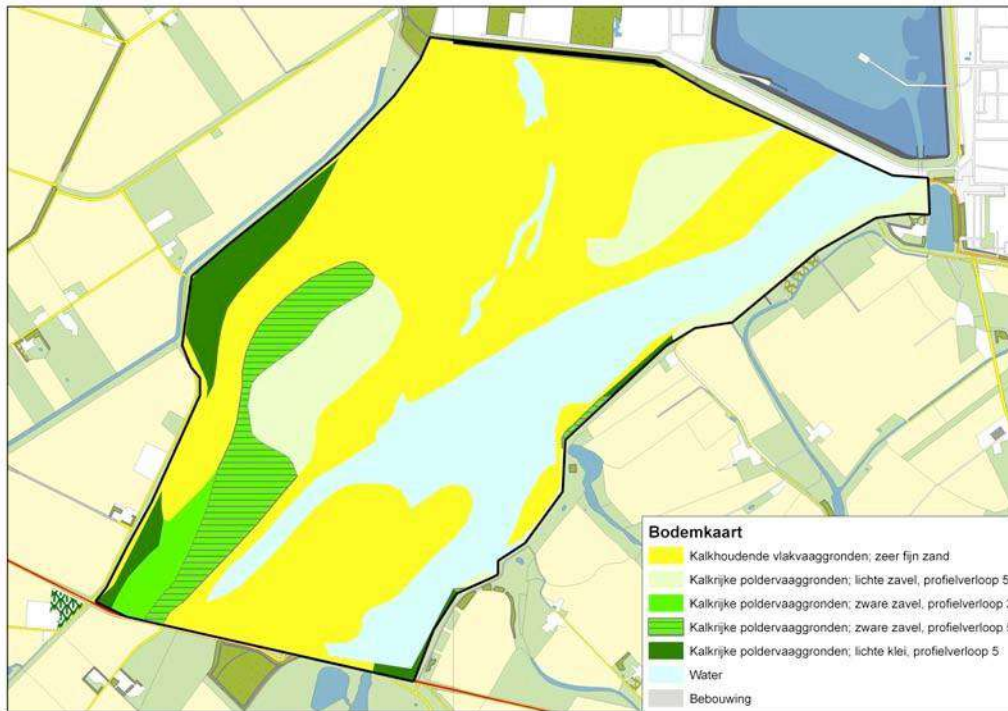 Bodemkaart
Kalkhoudende vlakvaaggronden; zeer fijn zand
Kalkrijke poldervaaggronden; lichte zavel, profielverloop 5
Kalkrijke poldervaaggronden; zware zavel, profielverloop
Kalkrijke poldervaaggronden; zware zavel, profielverloop
Kalkrijke poldervaaggronden; lichte klei, profielverloop 5
Water
Bebouwing